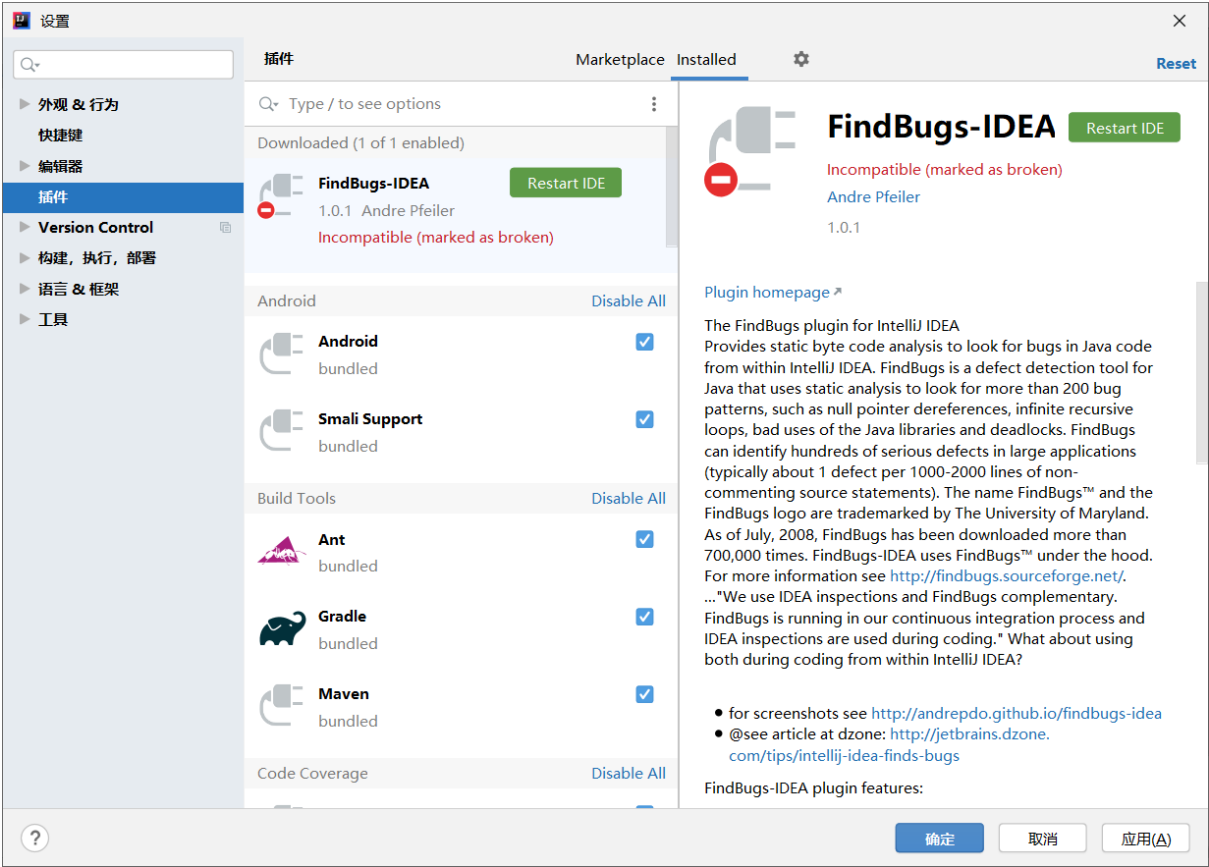 设置
插件
Marketplace
Installed
Reset
外观 & 行为
快捷键
编辑器
插件
Version Control
构建，执行，部署
语言 & 框架
工具
Type / to see options
Downloaded (1 of 1 enabled)
FindBugs-IDEA
Restart IDE
1.0.1 Andre Pfeiler
Incompatible (marked as broken)
Android
Disable All
Android
bundled
Smali Support
bundled
Build Tools
Disable All
Ant
bundled
Gradle
bundled
Maven
bundled
Code Coverage
Disable All
FindBugs-IDEA
Restart IDE
Incompatible (marked as broken)
Andre Pfeiler
1.0.1
Plugin homepage
The FindBugs plugin for IntelliJ IDEA
Provides static byte code analysis to look for bugs in Java code
from within IntelliJ IDEA. FindBugs is a defect detection tool for
Java that uses static analysis to look for more than 200 bug
patterns, such as null pointer dereferences, infinite recursive
loops, bad uses of the Java libraries and deadlocks. FindBugs
can identify hundreds of serious defects in large applications
(typically about 1 defect per 1000-2000 lines of non-
commenting source statements). The name FindBugs™ and the
FindBugs logo are trademarked by The University of Maryland.
As of July, 2008, FindBugs has been downloaded more than
700,000 times. FindBugs-IDEA uses FindBugs™ under the hood.
For more information see http://findbugs.sourceforge.net/.
..."We use IDEA inspections and FindBugs complementary.
FindBugs is running in our continuous integration process and
IDEA inspections are used during coding." What about using
both during coding from within IntelliJ IDEA?
for screenshots see http://andrepdo.github.io/findbugs-idea
@see article at dzone: http://jetbrains.dzone.
com/tips/intellij-idea-finds-bugs
FindBugs-IDEA plugin features:
?
确定
取消
应用(A)